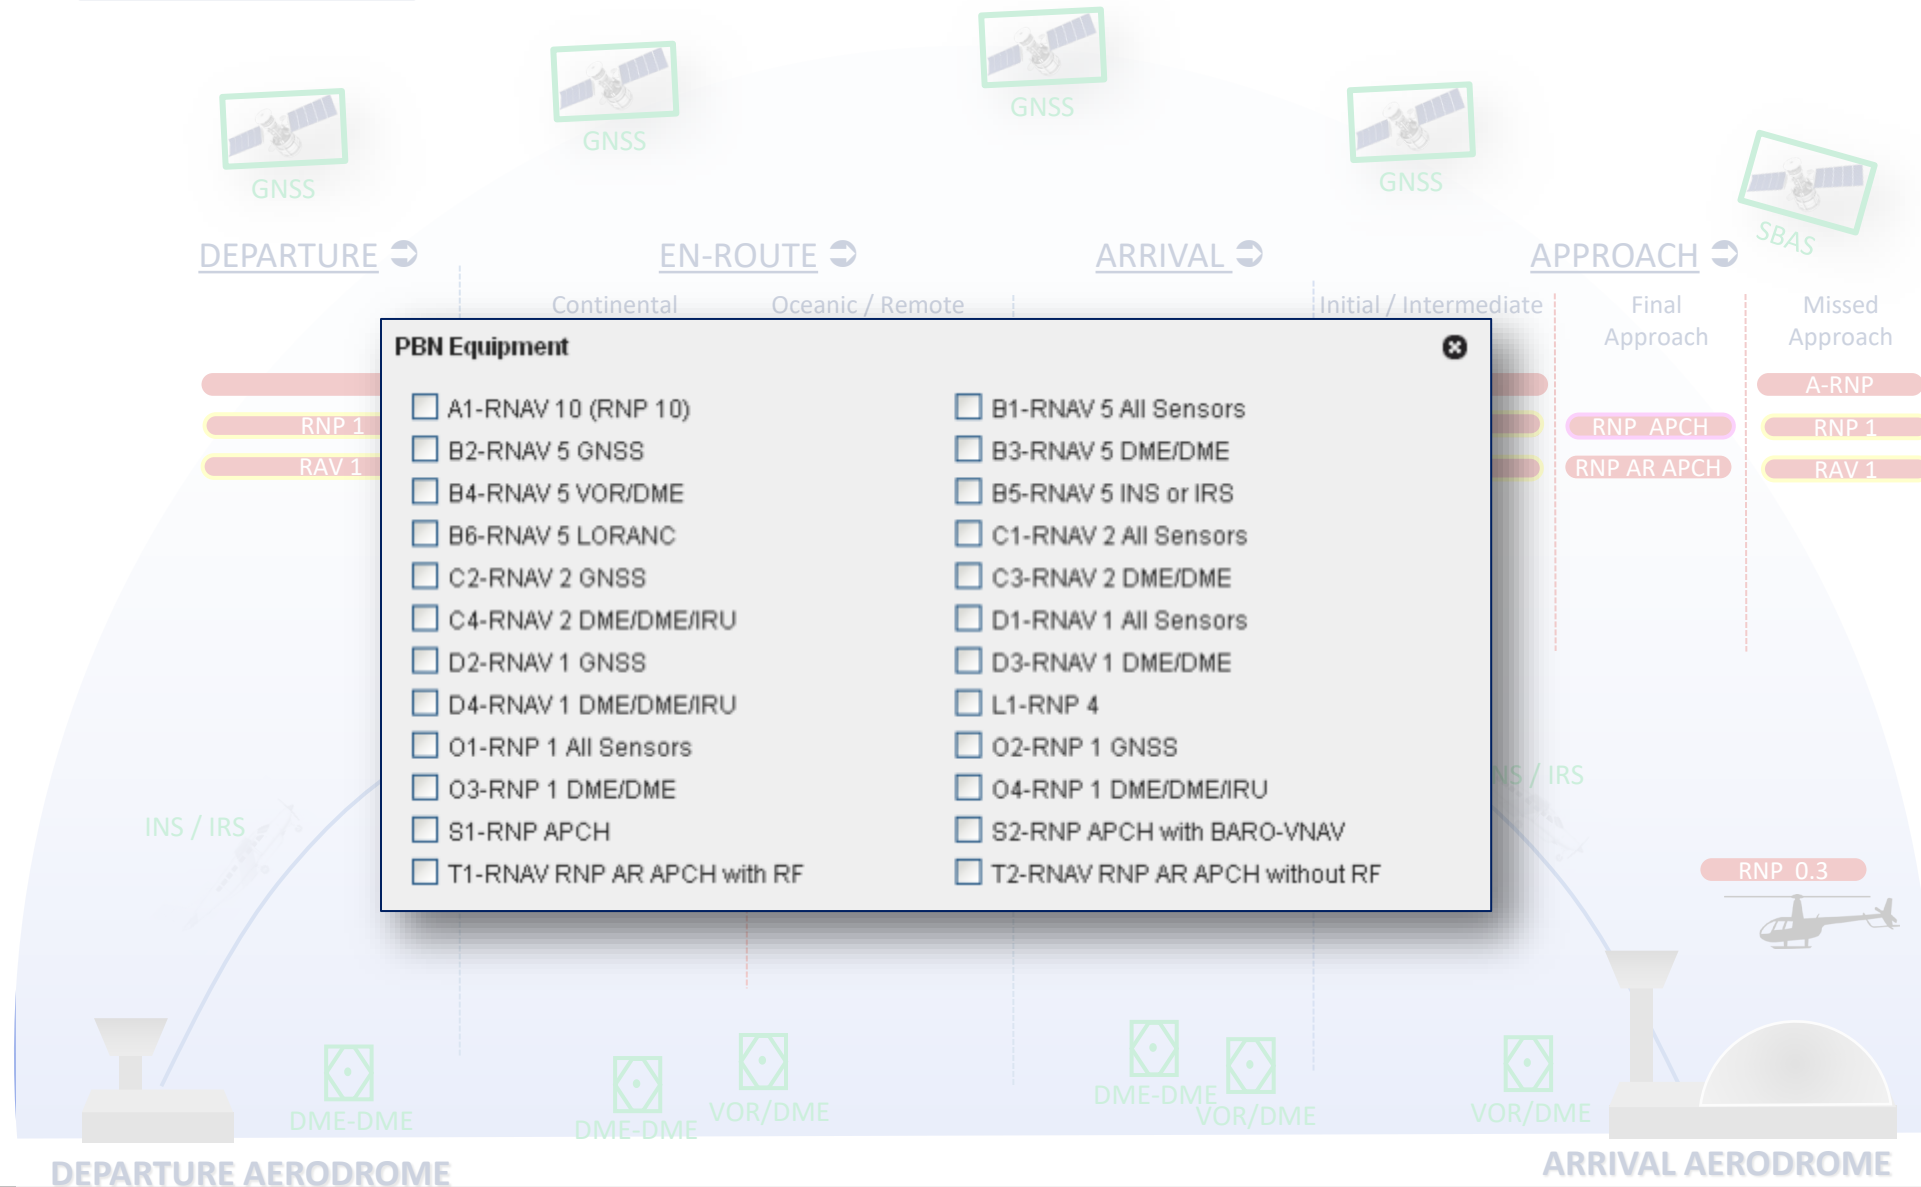 GNSS
GNSS
GNSS
GNSS
SBAS
DEPARTURE
EN-ROUTE
ARRIVAL
APPROACH
Continental
Oceanic / Remote
Initial / Intermediate
Final
Approach
Missed
Approach
PBN Equipment
A1-RNAV 10 (RNP 10)
B1-RNAV 5 All Sensors
B2-RNAV 5 GNSS
B3-RNAV 5 DME/DME
B4-RNAV 5 VOR/DME
B5-RNAV 5 INS or IRS
B6-RNAV 5 LORANC
C1-RNAV 2 All Sensors
C2-RNAV 2 GNSS
C3-RNAV 2 DME/DME
C4-RNAV 2 DME/DME/IRU
D1-RNAV 1 All Sensors
D2-RNAV 1 GNSS
D3-RNAV 1 DME/DME
D4-RNAV 1 DME/DME/IRU
L1-RNP 4
O1-RNP 1 All Sensors
O2-RNP 1 GNSS
O3-RNP 1 DME/DME
O4-RNP 1 DME/DME/IRU
S1-RNP APCH
S2-RNP APCH with BARO-VNAV
T1-RNAV RNP AR APCH with RF
T2-RNAV RNP AR APCH without RF
RNP 1
RAV 1
RNP APCH
RNP AR APCH
A-RNP
RNP 1
RAV 1
INS / IRS
/ IRS
RNP 0.3
DME-DME
DME-DME
VOR/DME
DME-DME
VOR/DME
VOR/DME
DEPARTURE AERODROME
ARRIVAL AERODROME